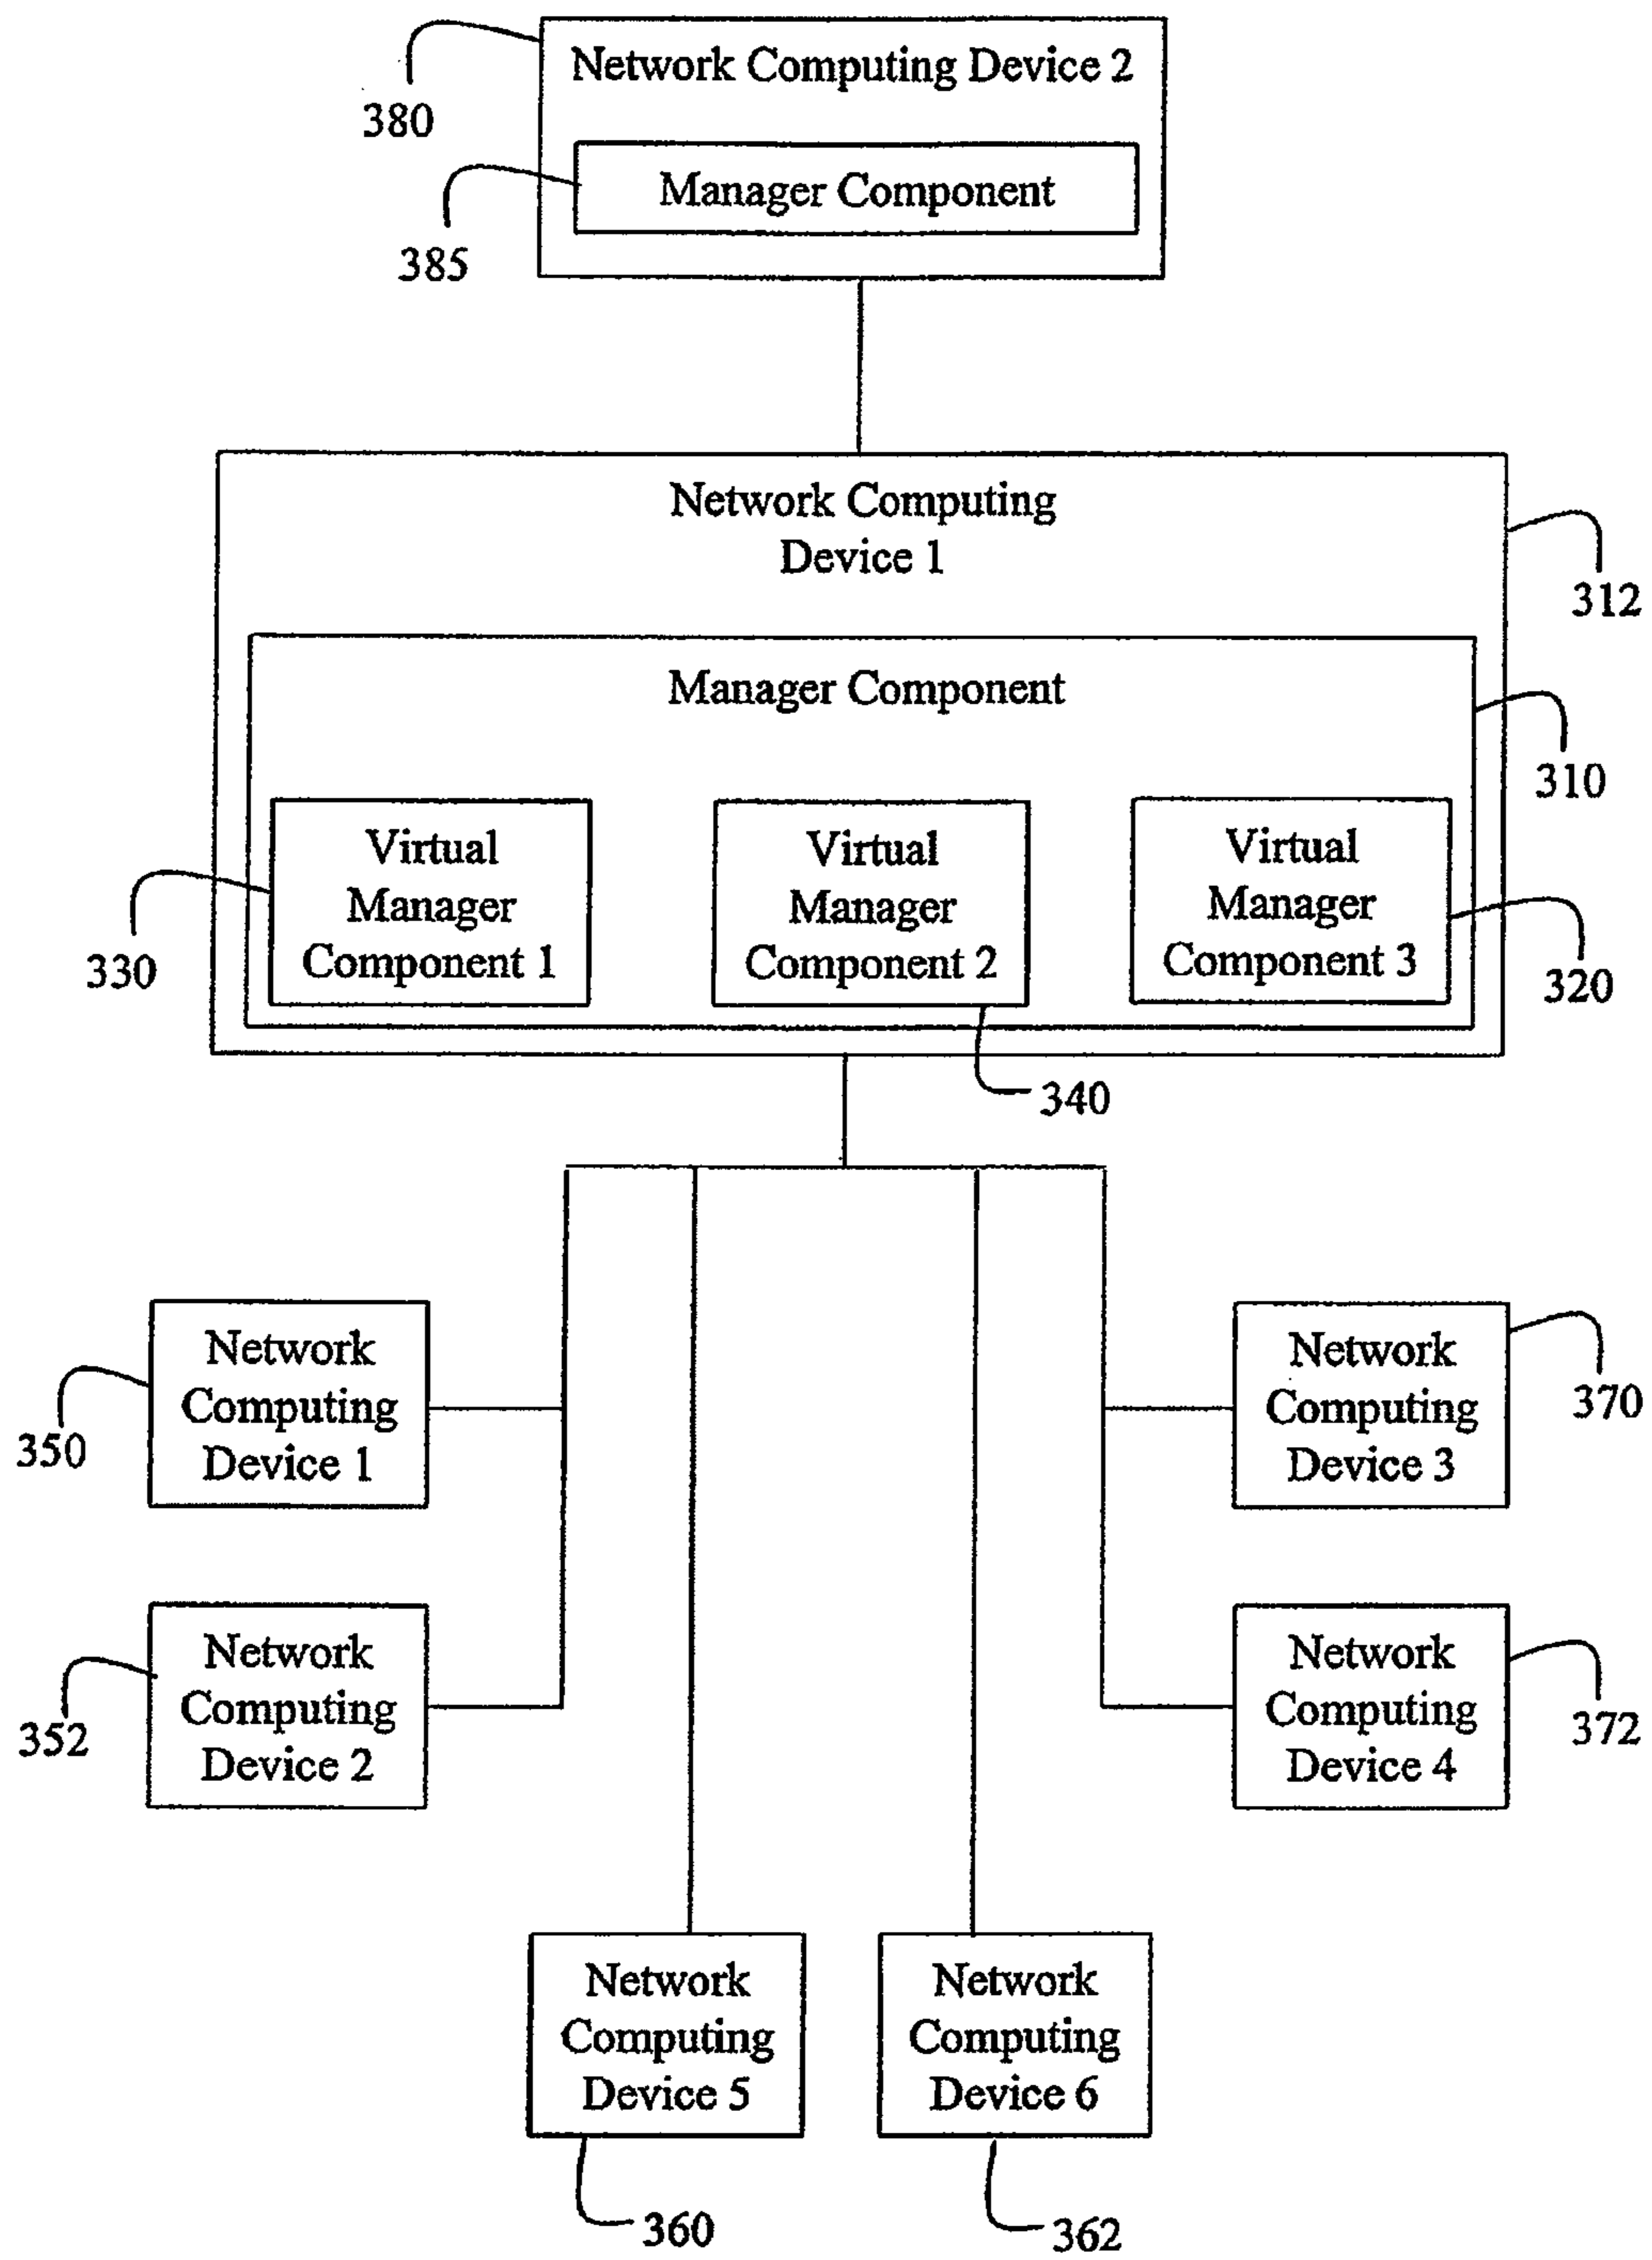 Network Computing Device 2
380
Manager Component
385
Network Computing
Device 1
312
Manager Component
310
Virtual
Manager
Component 1
330
Virtual
Manager
Component 2
340
Virtual
Manager
Component 3
320
Network
Computing
Device 1
350
Network
Computing
Device 3
370
Network
Computing
Device 2
352
Network
Computing
Device 4
372
Network
Computing
Device 5
360
Network
Computing
Device 6
362